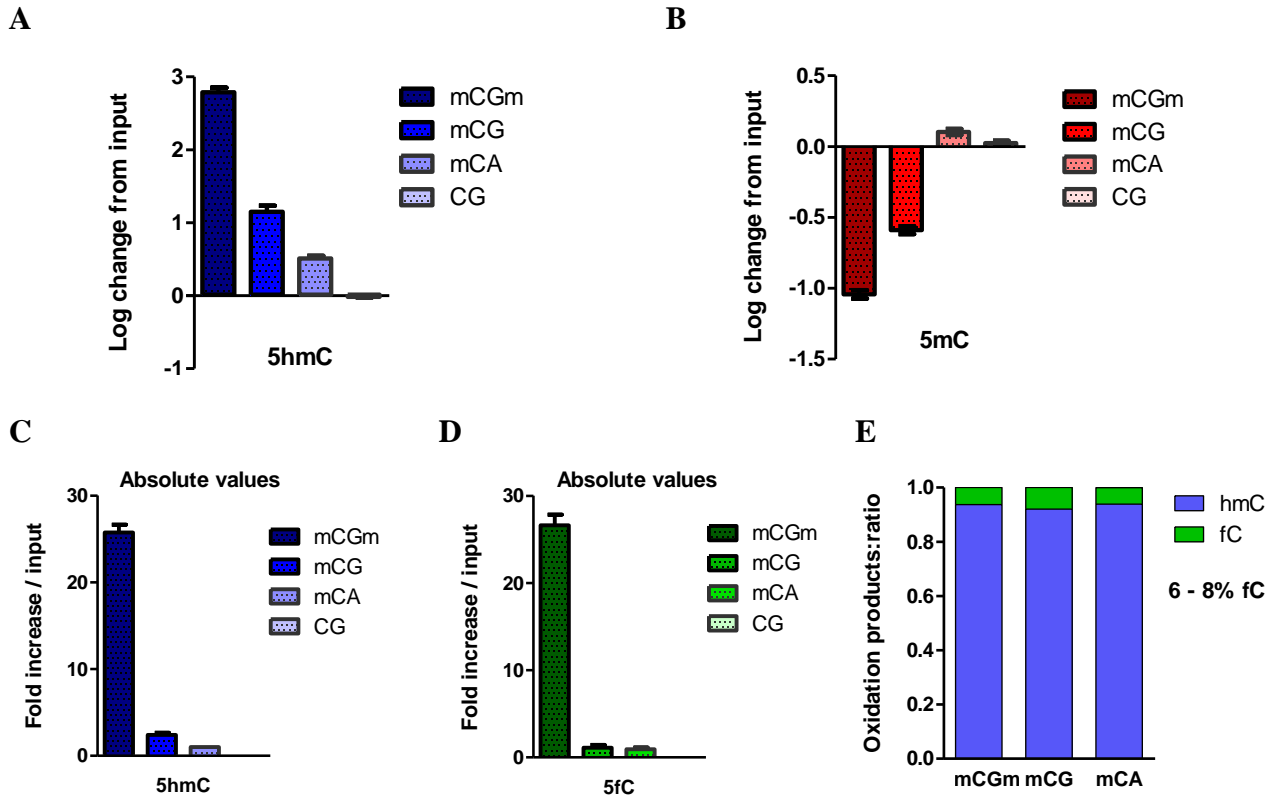 A
Log change from input
3
2
1
0
-1
5hmC
mCGm
mCG
mCA
CG
B
Log change from input
0.5
0.0
-0.5
-1.0
-1.5
5mC
mCGm
mCG
mCA
CG
C
Absolute values
Fold increase / input
30
20
10
0
5hmC
mCGm
mCG
mCA
CG
D
Absolute values
Fold increase / input
30
20
10
0
5fC
mCGm
mCG
mCA
CG
E
Oxidation products:ratio
1.0
0.8
0.6
0.4
0.2
0.0
mCGm mCG mCA
hmC
fC
6 - 8% fC